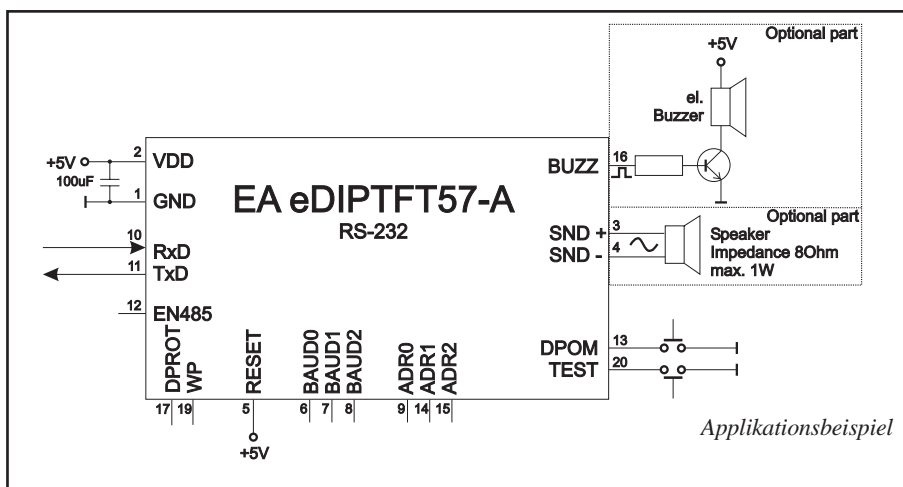 Optional part
+5V
el.
Buzzer
+5V
100uF
2
VDD
1
GND
10
RxD
11
TxD
12
EN485
EA eDIPTFT57-A
RS-232
BUZZ
16
Optional part
SND +
3
SND -
4
Speaker
Impedance 8Ohm
max. 1W
DPOM
13
TEST
20
DPROT
WP
RESET
BAUD0
BAUD1
BAUD2
ADR0
ADR1
ADR2
17
19
5
6
7
8
9
14
15
+5V
Applikationsbeispiel